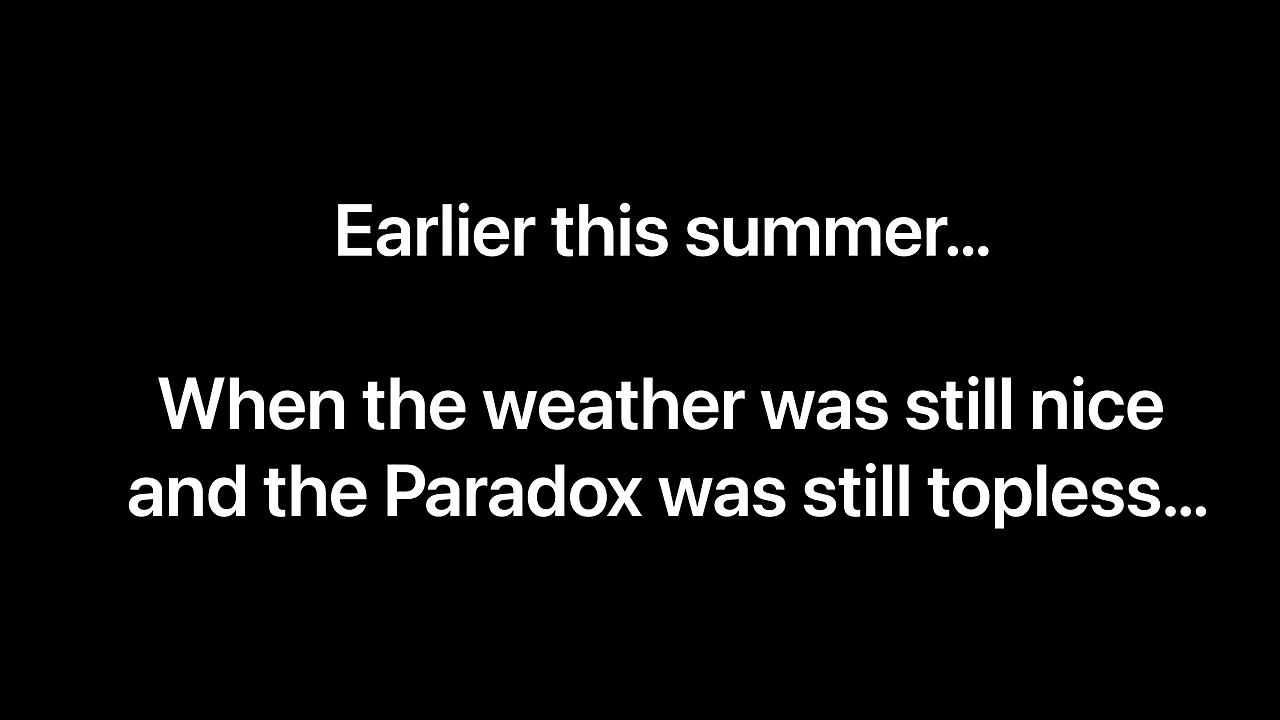 Earlier this summer...
When the weather was still nice
and the Paradox was still topless...